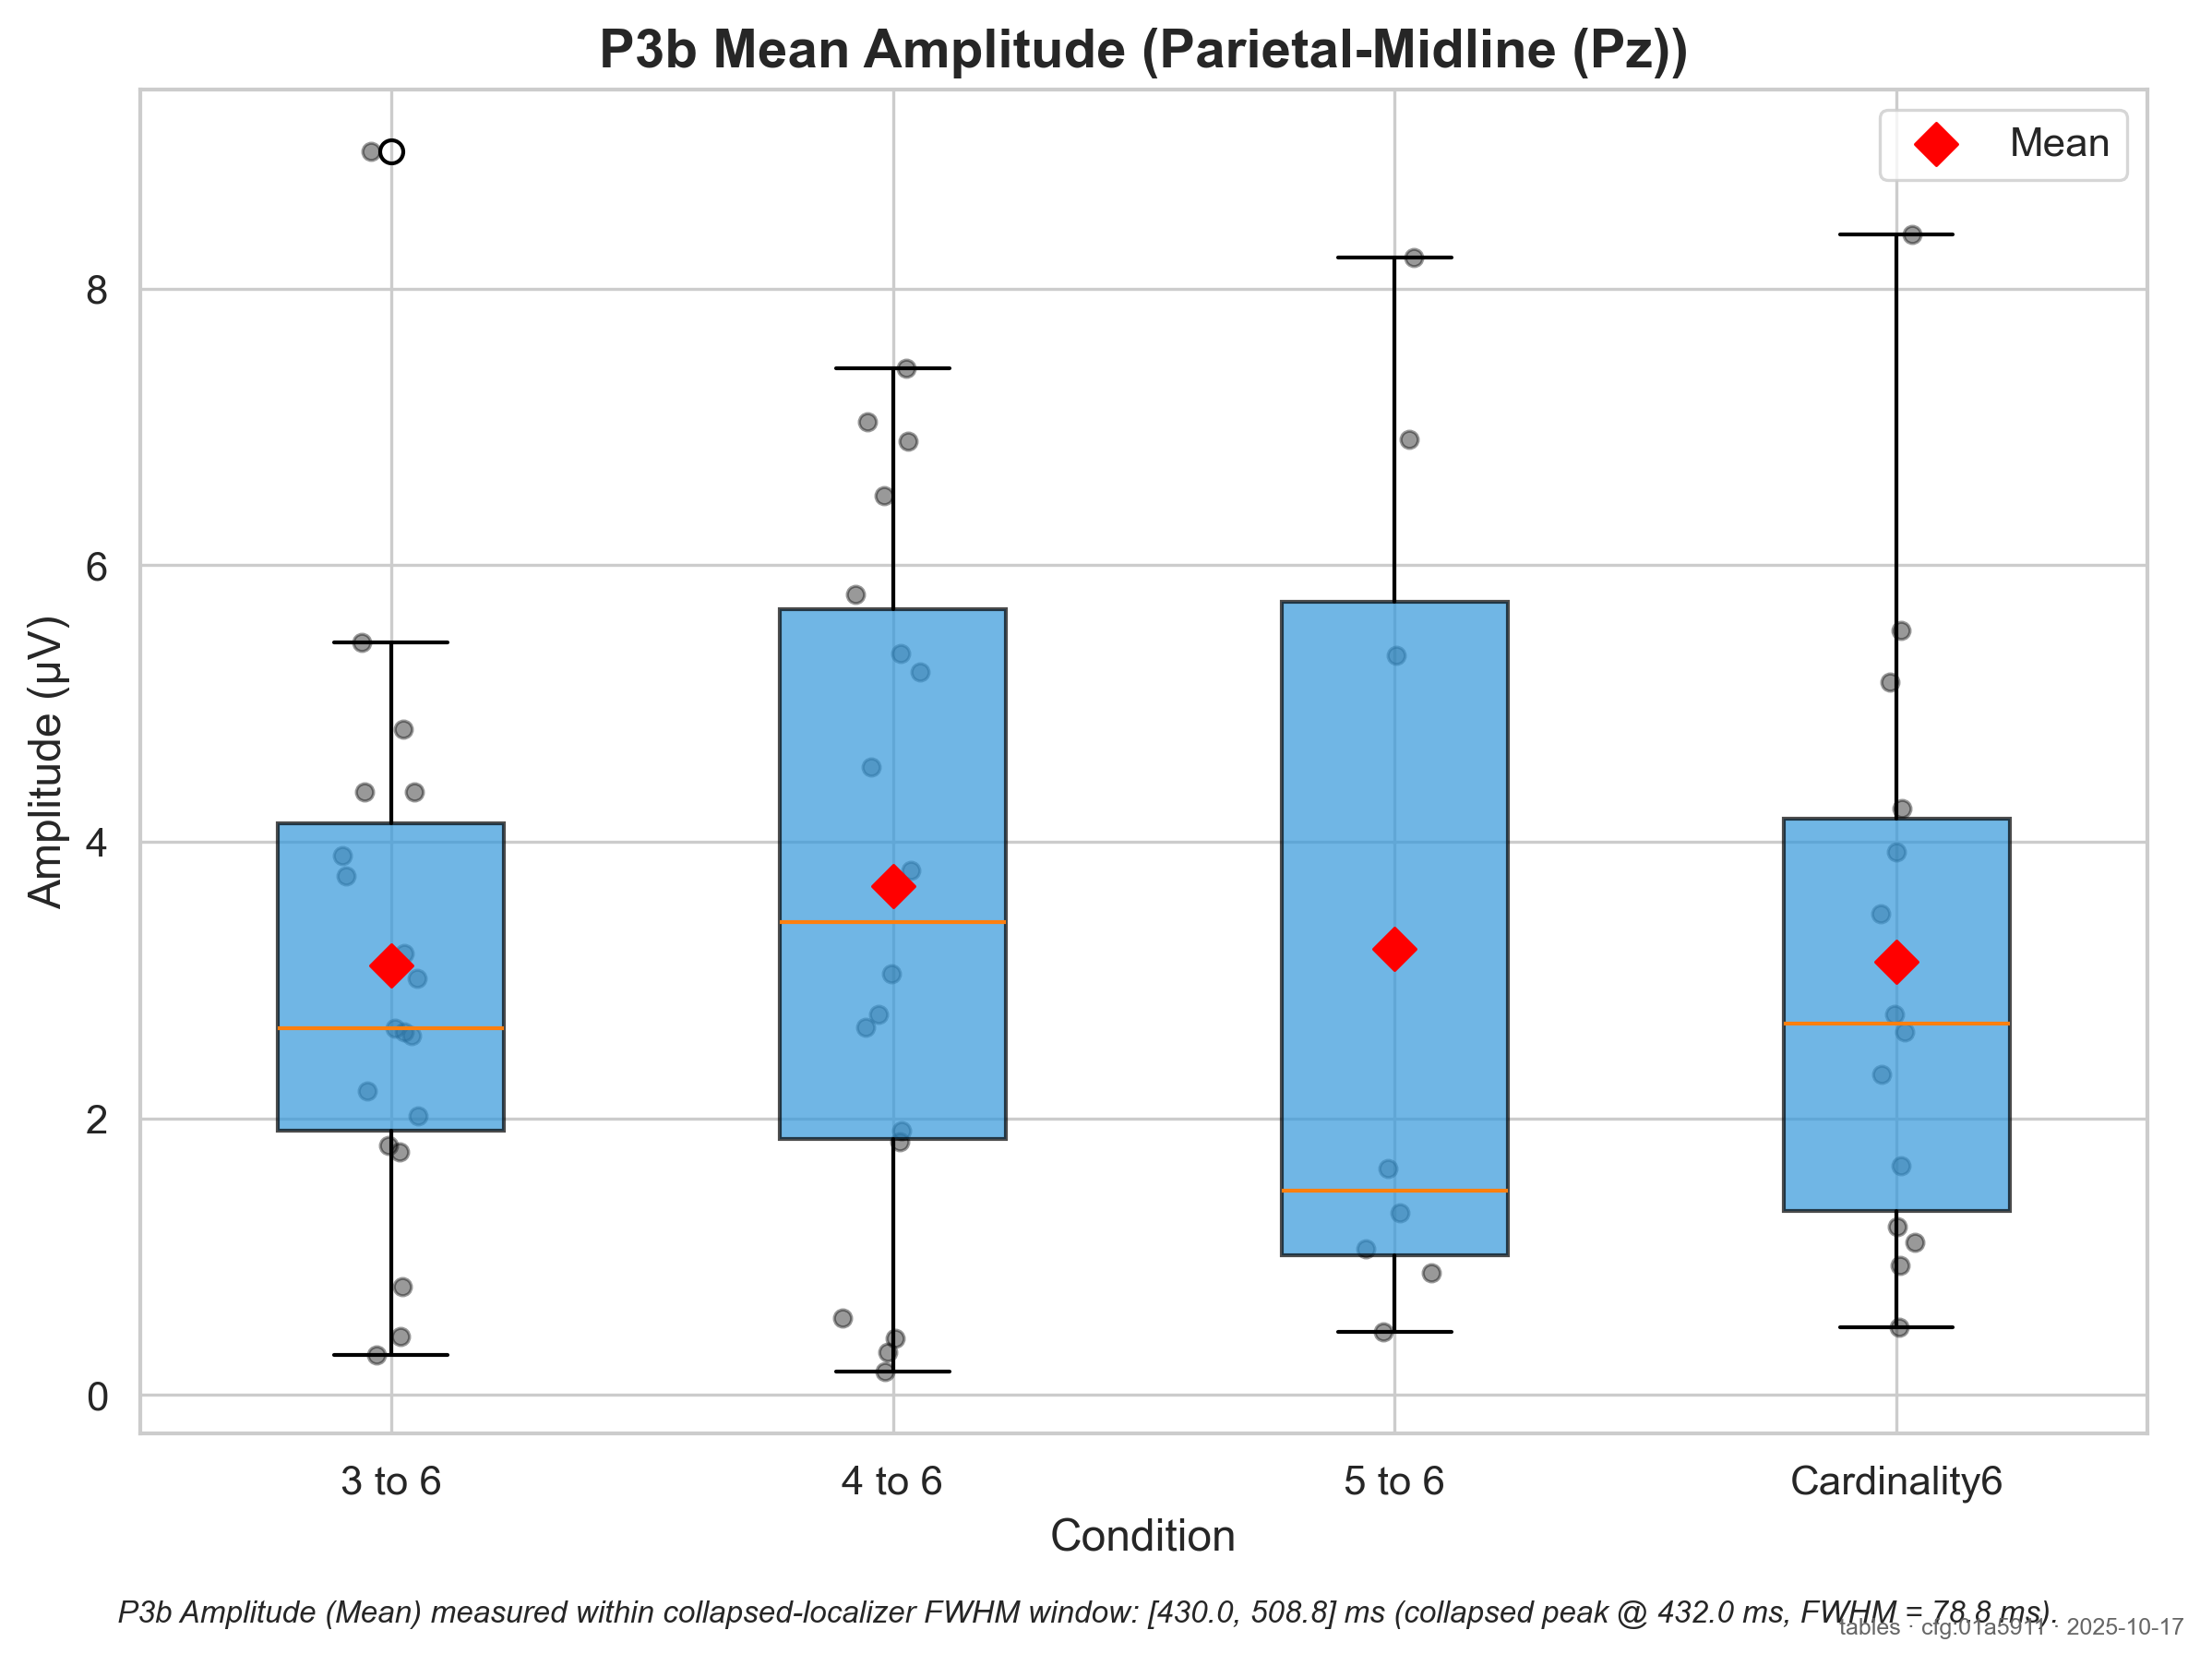 P3b Mean Amplitude (Parietal-Midline (Pz))
Mean
Amplitude (µV)
8
6
4
2
0
3 to 6
4 to 6
5 to 6
Cardinality6
Condition
P3b Amplitude (Mean) measured within collapsed-localizer FWHM window: [430.0, 508.8] ms (collapsed peak @ 432.0 ms, FWHM = 78.8 ms).
tables · cfg:01a5911 · 2025-10-17